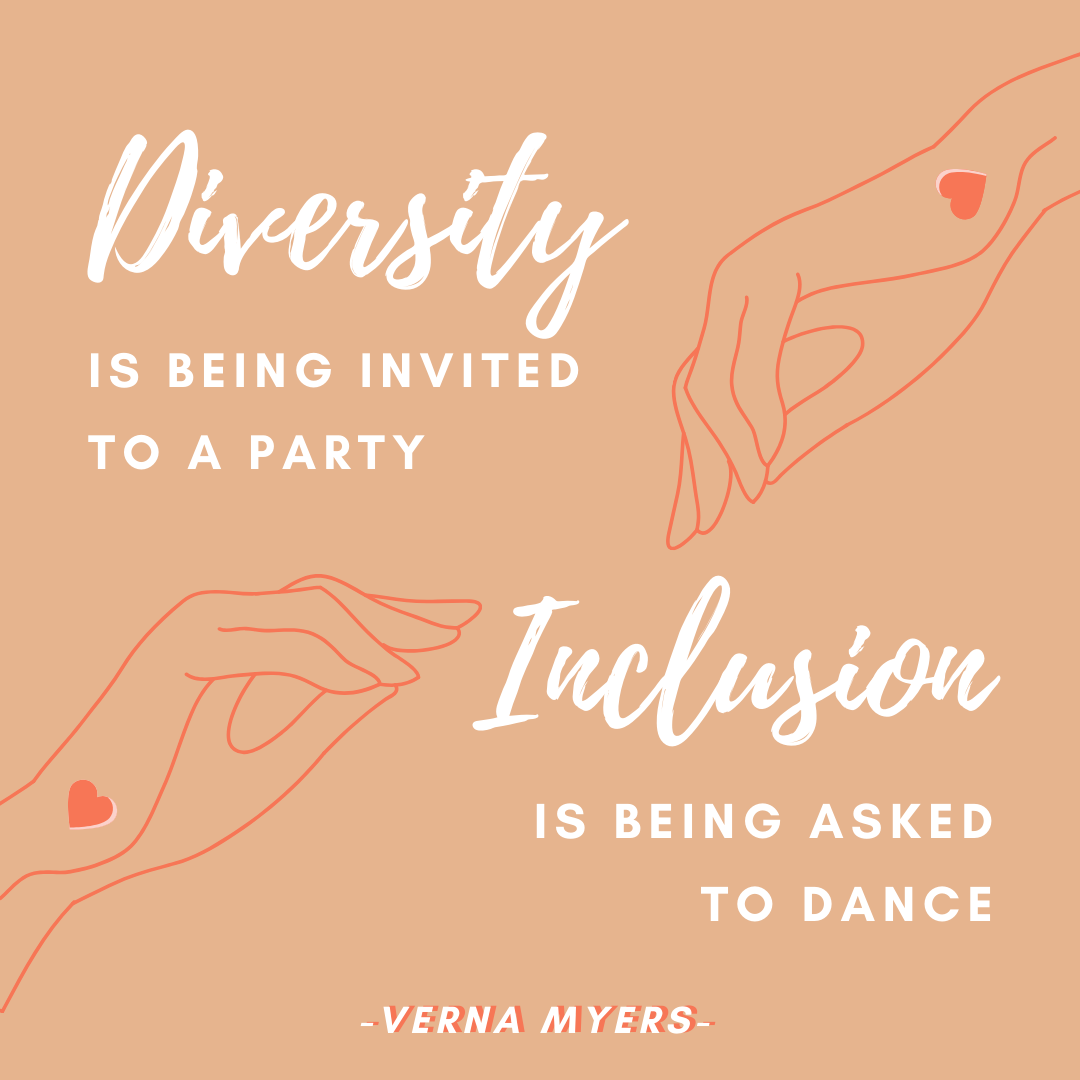 Diversity
IS BEING INVITED
TO A PARTY
Inclusion
IS BEING ASKED
TO DANCE
-VERNA MYERS-